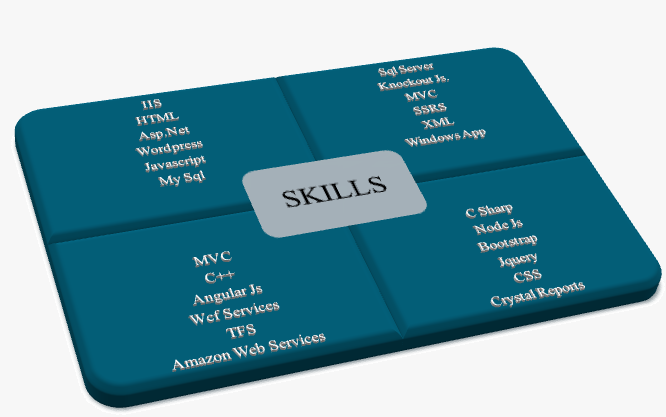 IIS
HTML
Asp.Net
Wordpress
Javascript
My Sql
Sql Server
Knockout Js.
MVC
SSRS
XML
Windows App
SKILLS
MVC
C++
Angular Js
Wcf Services
TFS
Amazon Web Services
C Sharp
Node Js
Bootstrap
Jquery
CSS
Crystal Reports